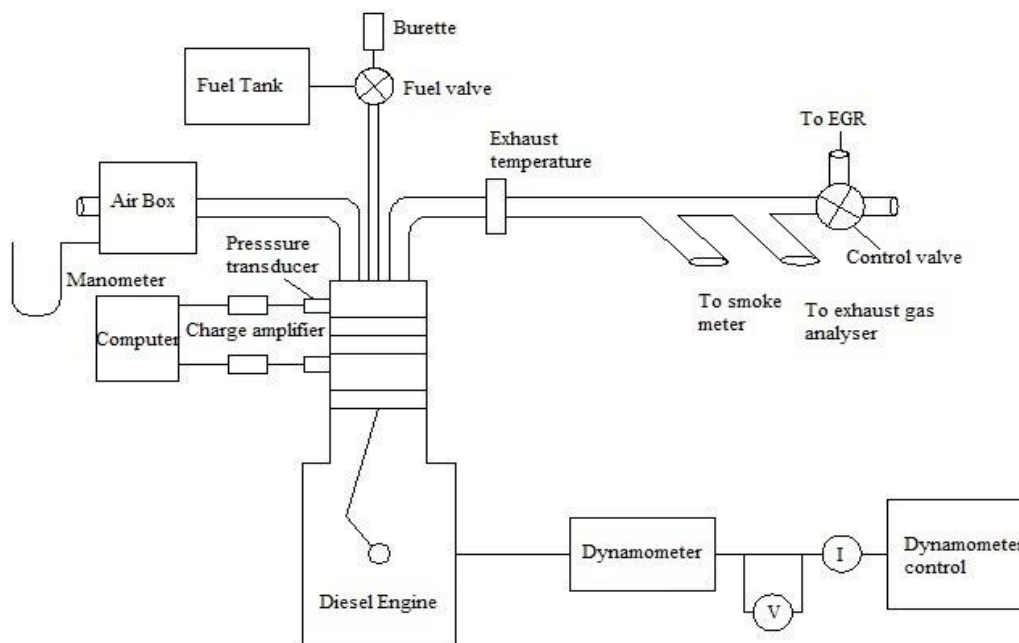 Burette
Fuel Tank
Fuel valve
To EGR
Exhaust
temperature
Air Box
Control valve
Presssure
transducer
Manometer
To smoke
meter
To exhaust gas
analyser
Charge amplifier
Computer
Dynamometer
I
Dynamometer
control
V
Diesel Engine